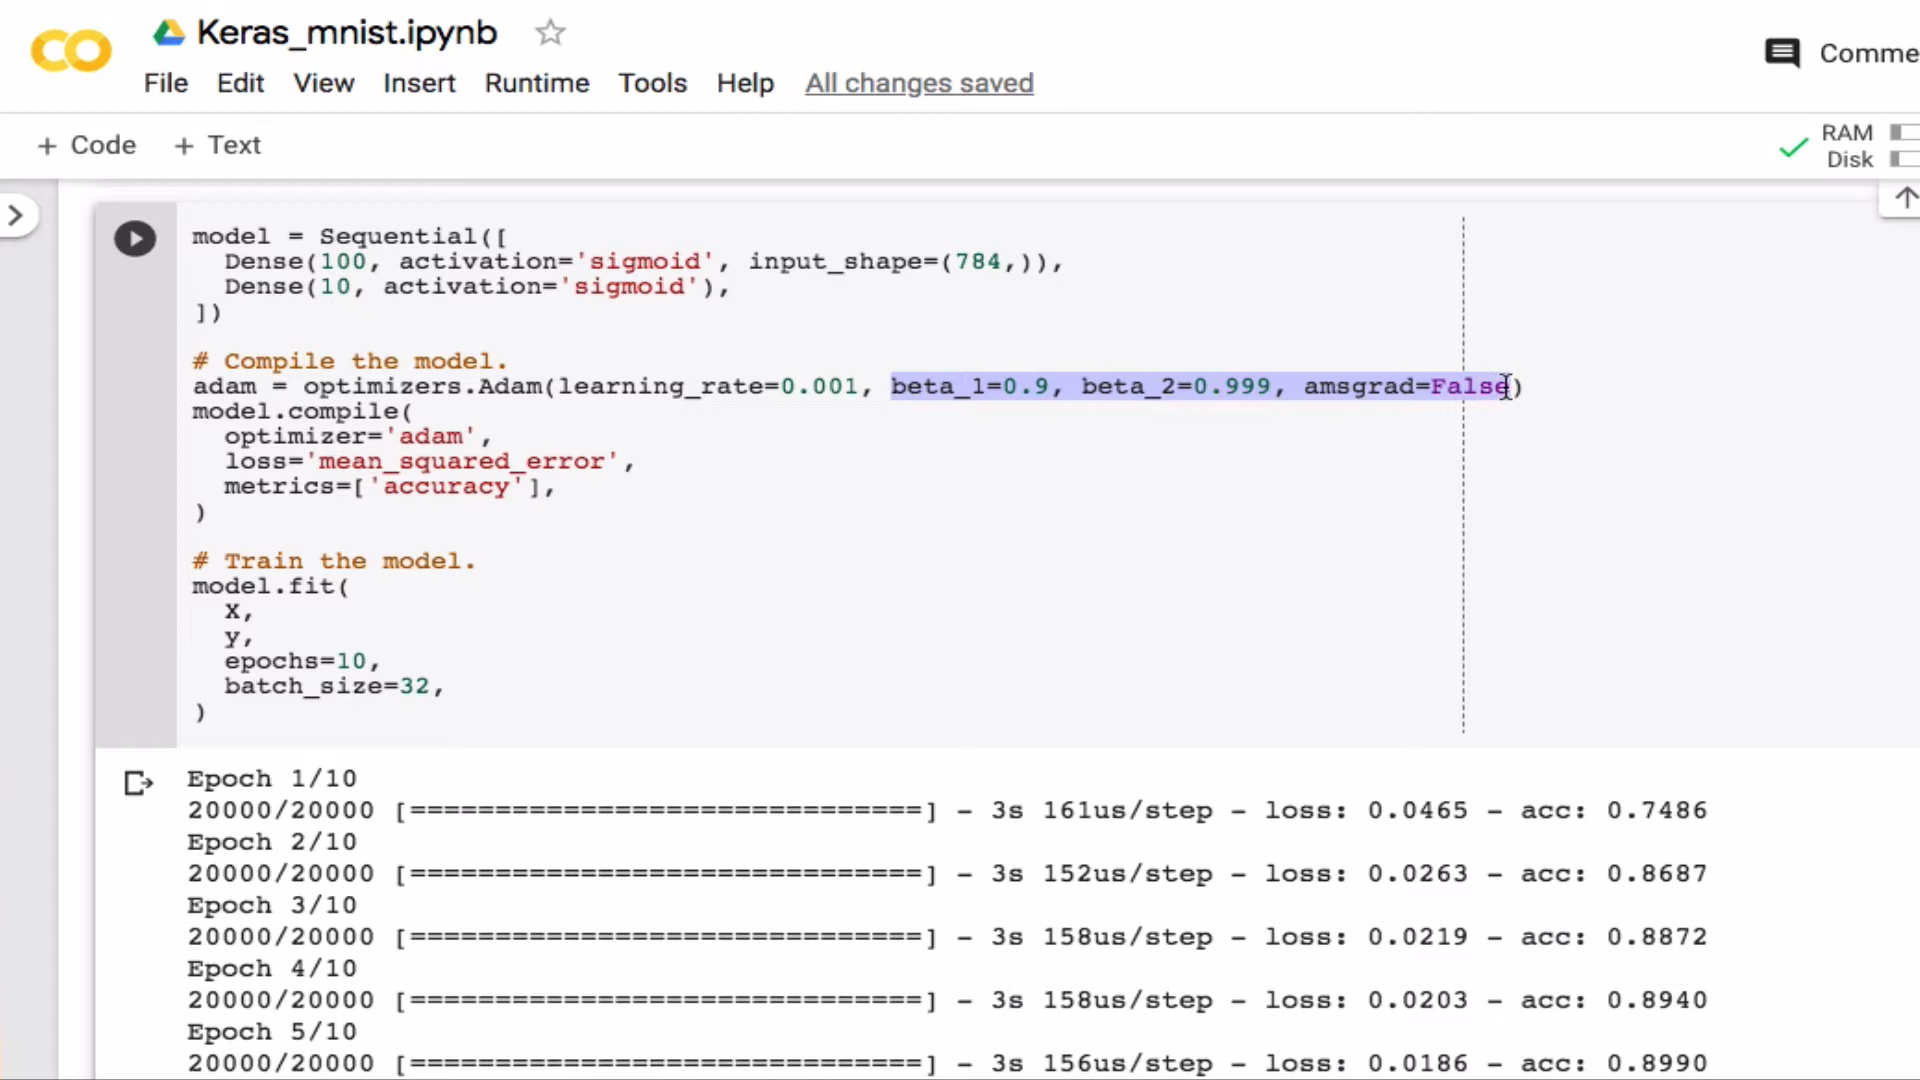 Keras_mnist.ipynb
Comme
File Edit View Insert Runtime Tools Help All changes saved
+ Code + Text
RAM
Disk
model = Sequential([
  Dense(100, activation='sigmoid', input_shape=(784,)),
  Dense(10, activation='sigmoid'),
])
# Compile the model.
adam = optimizers.Adam(learning_rate=0.001, beta_1=0.9, beta_2=0.999, amsgrad=False)
model.compile(
  optimizer='adam',
  loss='mean_squared_error',
  metrics=['accuracy'],
)
# Train the model.
model.fit(
  X,
  y,
  epochs=10,
  batch_size=32,
)
Epoch 1/10
20000/20000 [==============================] - 3s 161us/step - loss: 0.0465 - acc: 0.7486
Epoch 2/10
20000/20000 [==============================] - 3s 152us/step - loss: 0.0263 - acc: 0.8687
Epoch 3/10
20000/20000 [==============================] - 3s 158us/step - loss: 0.0219 - acc: 0.8872
Epoch 4/10
20000/20000 [==============================] - 3s 158us/step - loss: 0.0203 - acc: 0.8940
Epoch 5/10
20000/20000 [==============================] - 3s 156us/step - loss: 0.0186 - acc: 0.8990